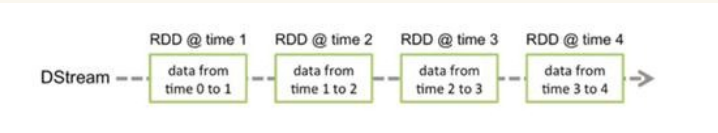 RDD @ time 1 RDD @ time 2 RDD @ time 3 RDD @ time 4
DStream
data from
time 0 to 1
data from
time 1 to 2
data from
time 2 to 3
data from
time 3 to 4